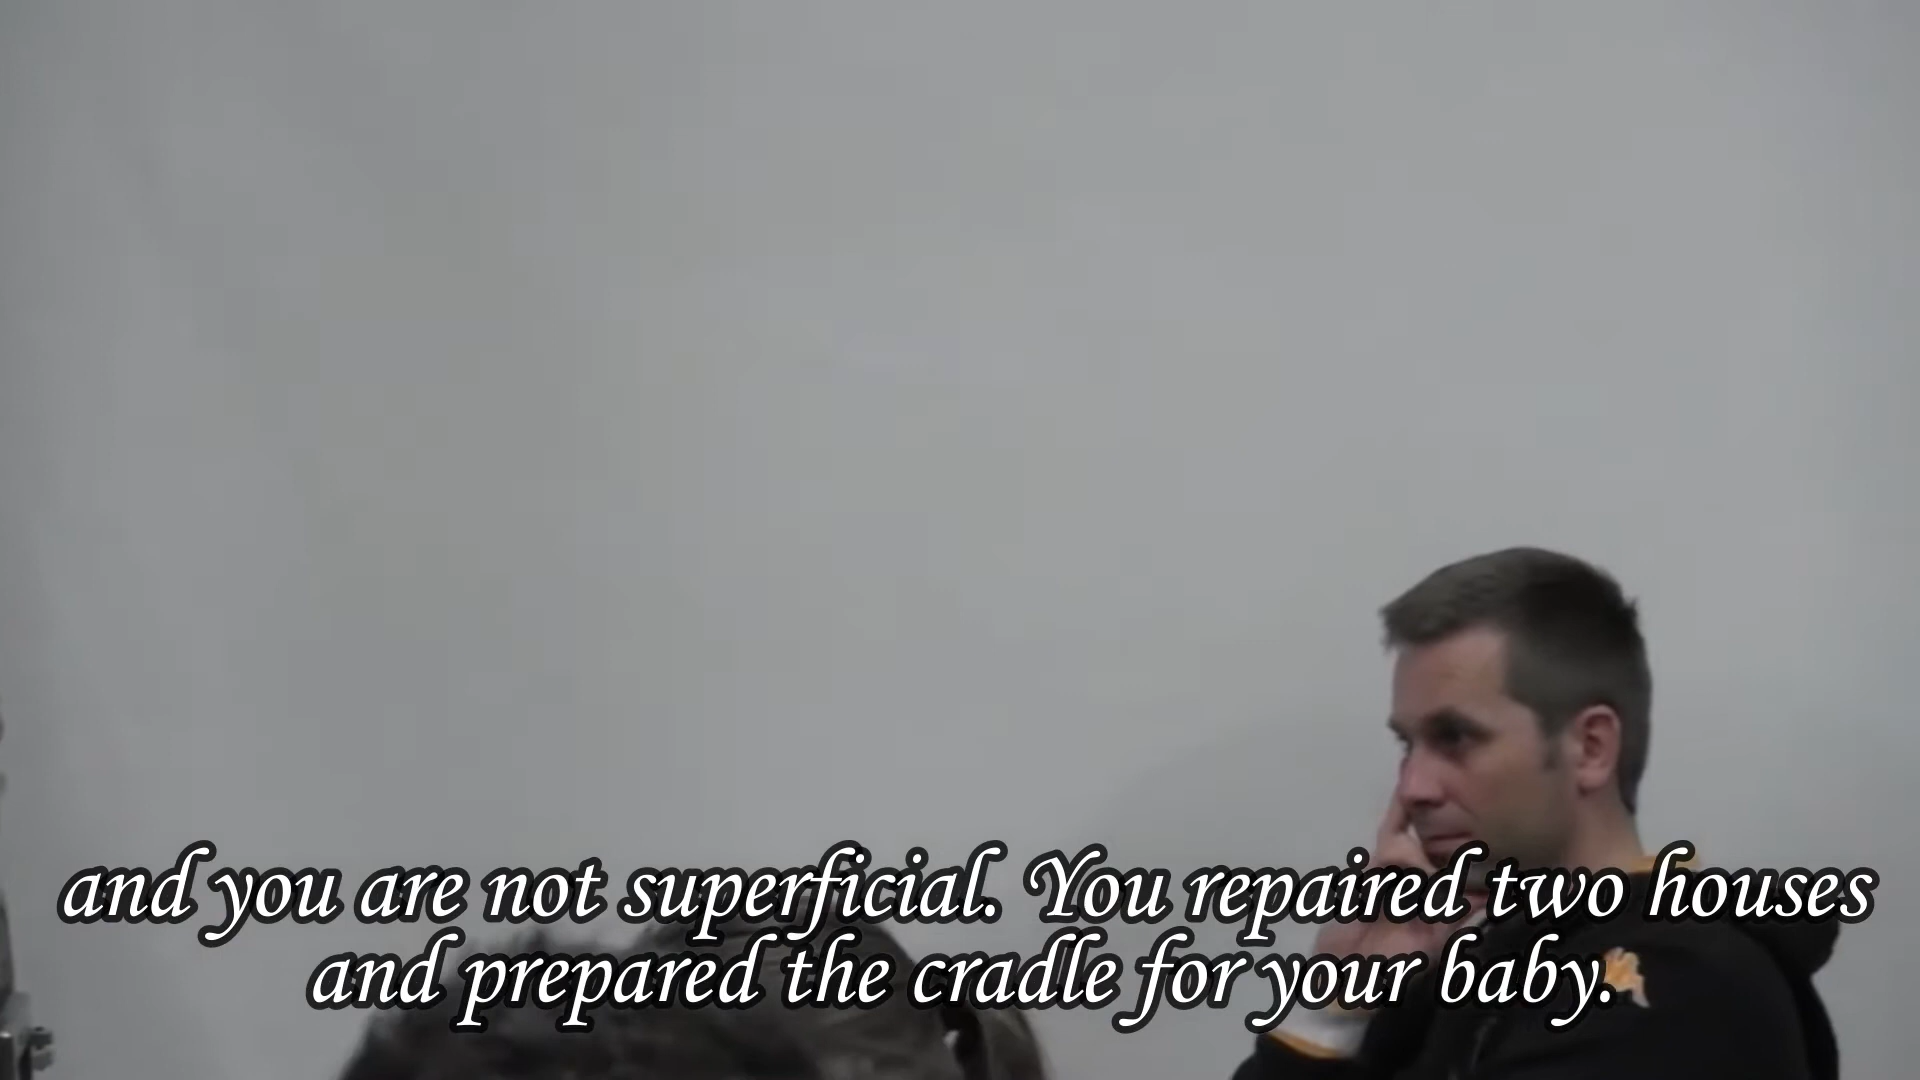 and you are not superficial. You repaired two houses
and prepared the cradle for your baby.